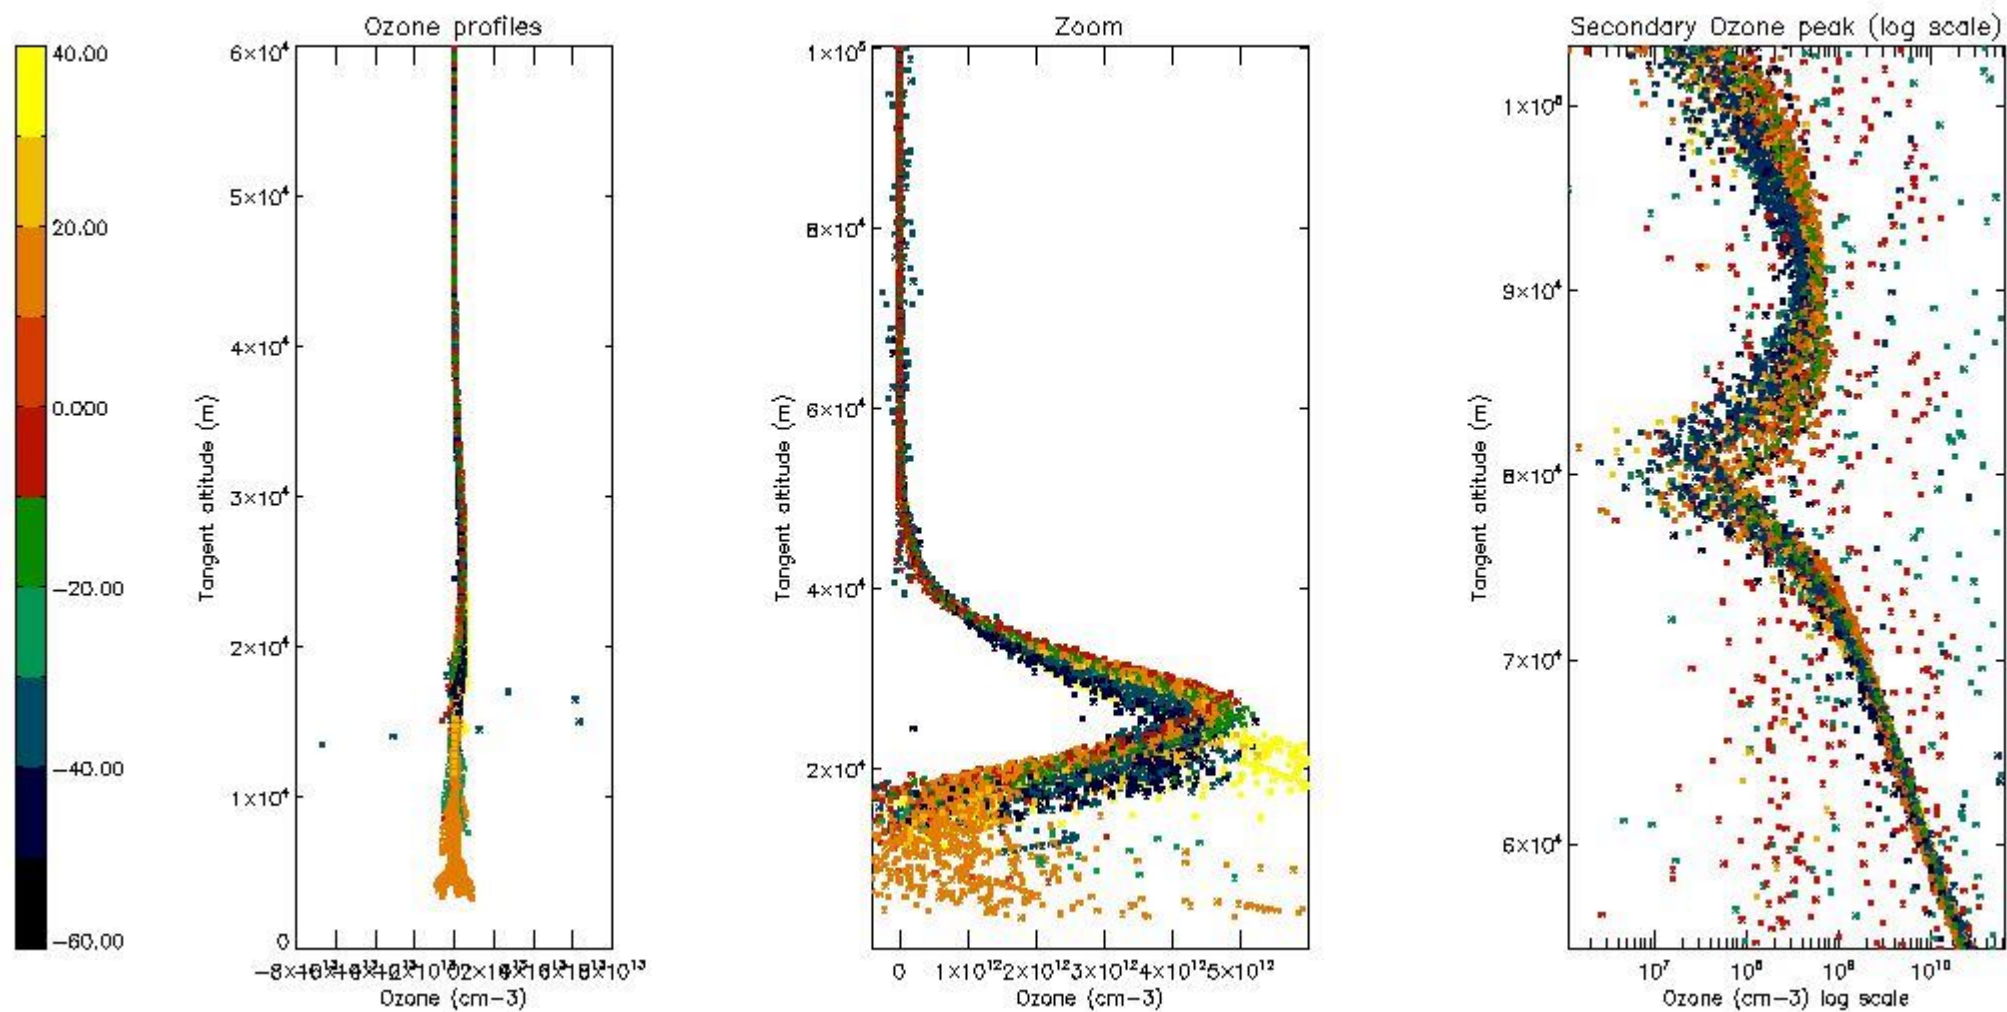 Ozone profiles
Zoom
Secondary Ozone peak (log scale)
40.00
20.00
0.000
−20.00
−40.00
−60.00
6×10⁴
5×10⁴
4×10⁴
3×10⁴
2×10⁴
1×10⁴
0
Tangent altitude (m)
Ozone (cm−3)
1×10⁵
8×10⁴
6×10⁴
4×10⁴
2×10⁴
Tangent altitude (m)
0 1×10¹² 2×10¹² 3×10¹² 4×10¹² 5×10¹²
Ozone (cm−3)
1×10⁵
9×10⁴
8×10⁴
7×10⁴
6×10⁴
Tangent altitude (m)
10⁷ 10⁸ 10⁹ 10¹⁰
Ozone (cm−3) log scale